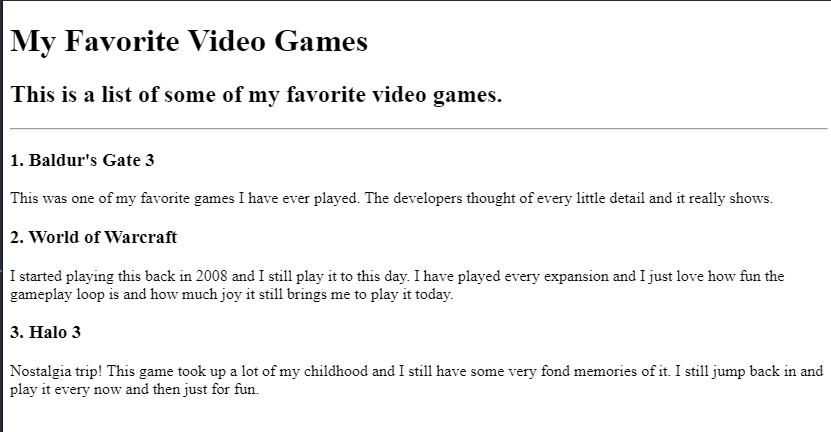 My Favorite Video Games
This is a list of some of my favorite video games.
1. Baldur's Gate 3
This was one of my favorite games I have ever played. The developers thought of every little detail and it really shows.
2. World of Warcraft
I started playing this back in 2008 and I still play it to this day. I have played every expansion and I just love how fun the
gameplay loop is and how much joy it still brings me to play it today.
3. Halo 3
Nostalgia trip! This game took up a lot of my childhood and I still have some very fond memories of it. I still jump back in and
play it every now and then just for fun.